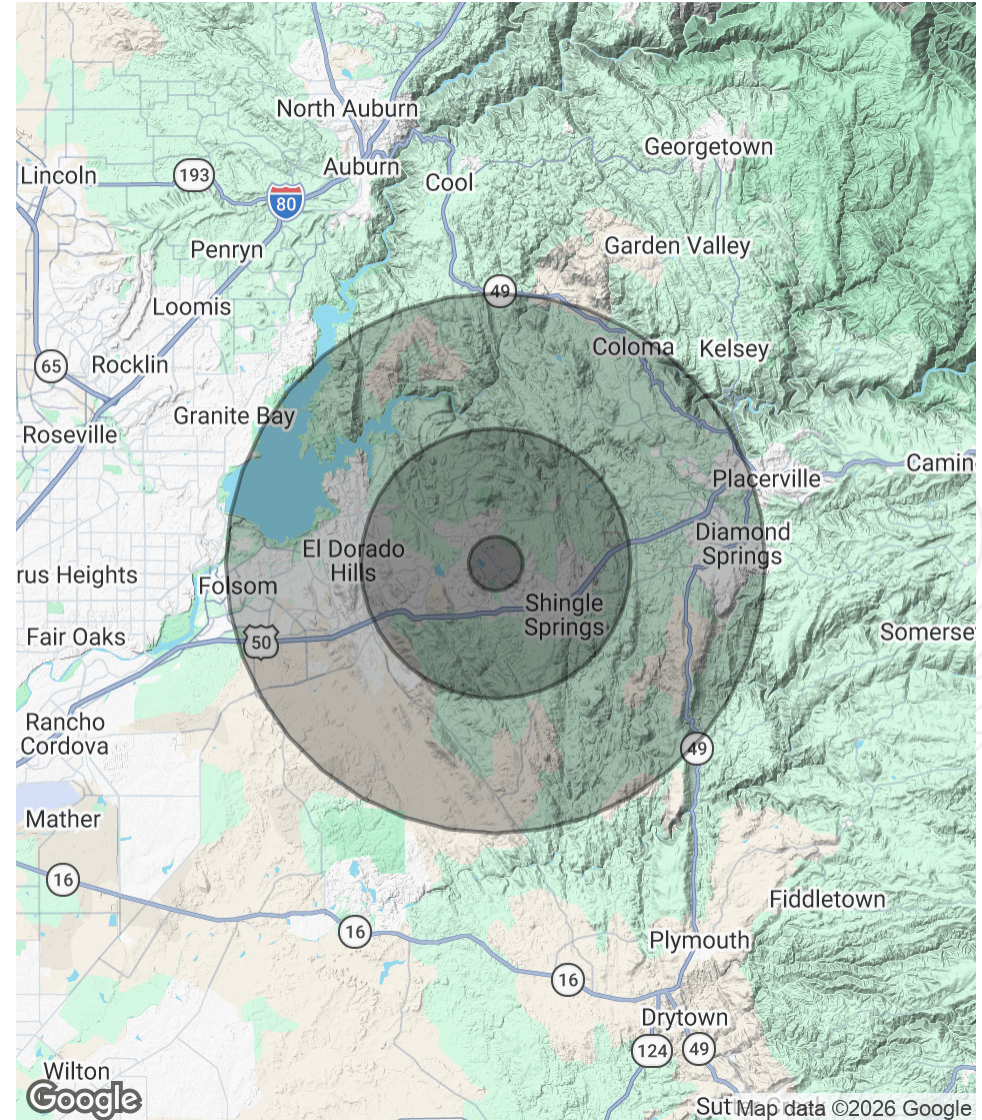 North Auburn
Georgetown
Auburn
Lincoln
193
Cool
80
Garden Valley
Penryn
49
Loomis
Coloma
Kelsey
65
Rocklin
Granite Bay
Roseville
Camin
Placerville
Diamond
Springs
El Dorado
Hills
rus Heights
Folsom
Shingle
Springs
Fair Oaks
50
Somerse
Rancho
Cordova
49
Mather
16
Fiddletown
16
Plymouth
16
Drytown
124
49
Wilton
Google
Sut
Map data ©2026 Google